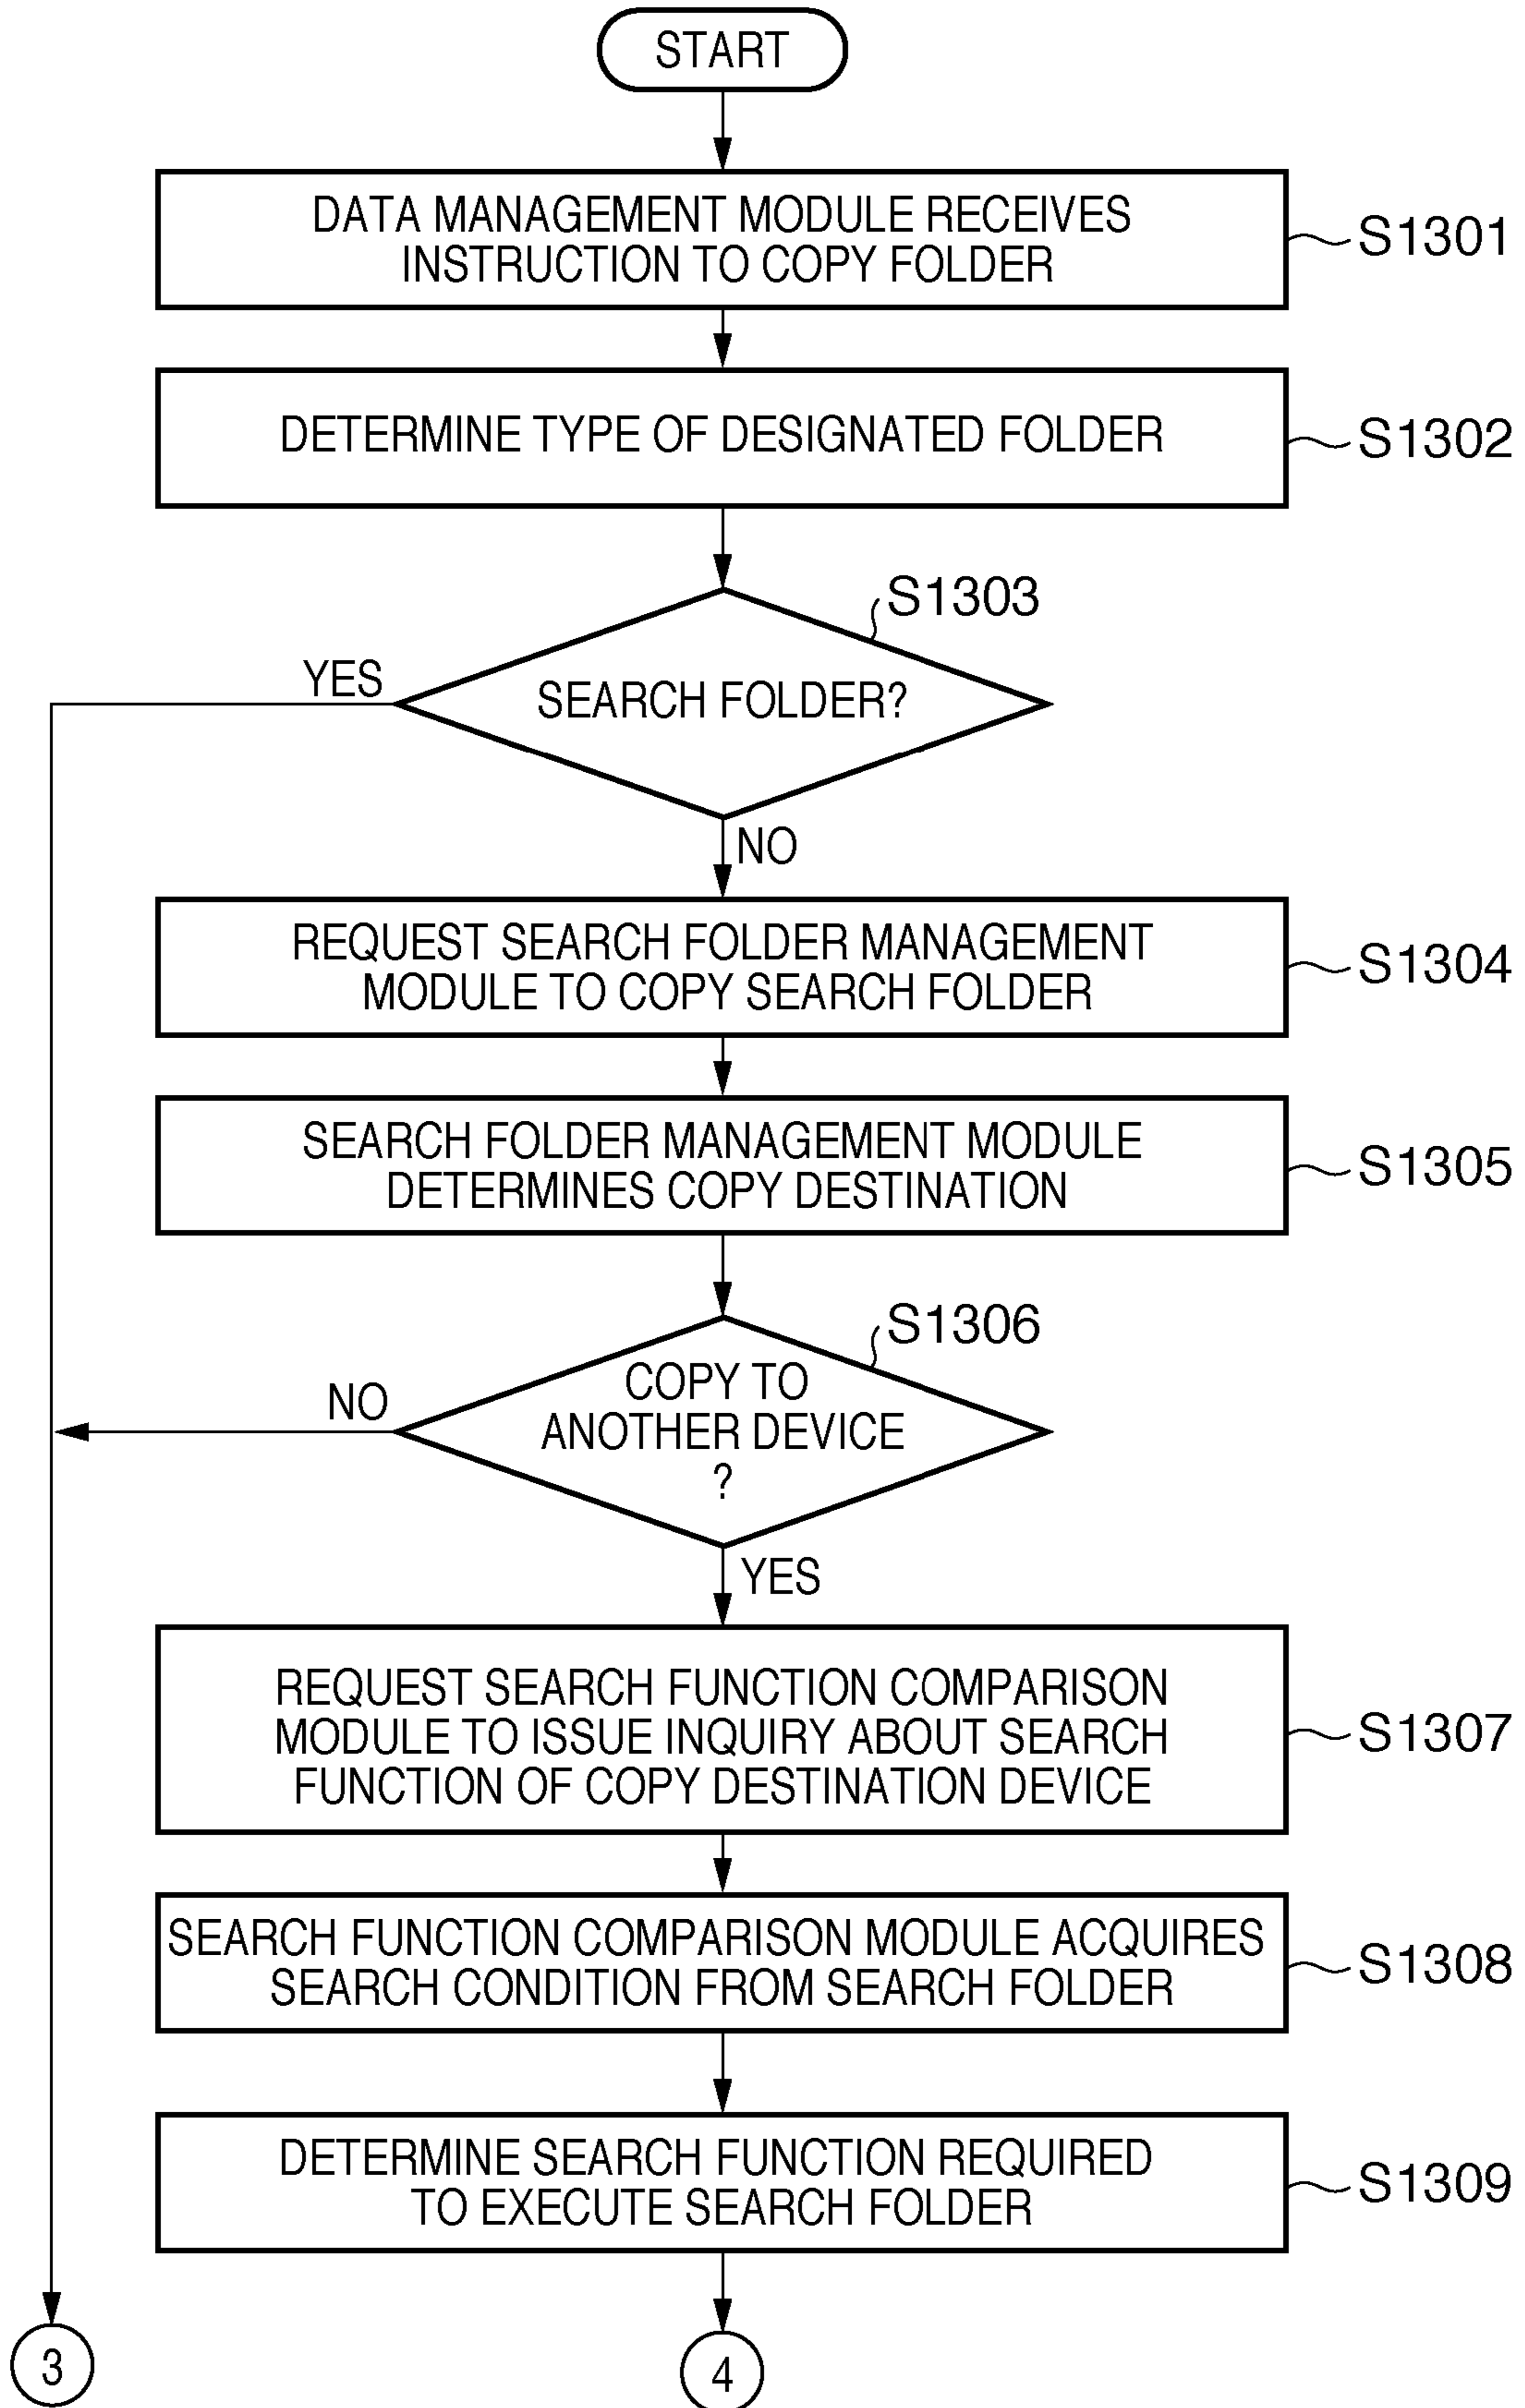 START
DATA MANAGEMENT MODULE RECEIVES
INSTRUCTION TO COPY FOLDER
S1301
DETERMINE TYPE OF DESIGNATED FOLDER
S1302
S1303
YES
SEARCH FOLDER?
NO
REQUEST SEARCH FOLDER MANAGEMENT
MODULE TO COPY SEARCH FOLDER
S1304
SEARCH FOLDER MANAGEMENT MODULE
DETERMINES COPY DESTINATION
S1305
S1306
NO
COPY TO
ANOTHER DEVICE
?
YES
REQUEST SEARCH FUNCTION COMPARISON
MODULE TO ISSUE INQUIRY ABOUT SEARCH
FUNCTION OF COPY DESTINATION DEVICE
S1307
SEARCH FUNCTION COMPARISON MODULE ACQUIRES
SEARCH CONDITION FROM SEARCH FOLDER
S1308
DETERMINE SEARCH FUNCTION REQUIRED
TO EXECUTE SEARCH FOLDER
S1309
3
4